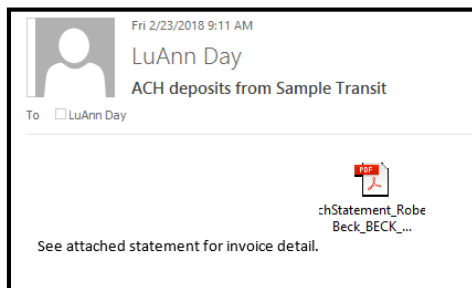 Fri 2/23/2018 9:11 AM
LuAnn Day
ACH deposits from Sample Transit
To LuAnn Day
PDF
chStatement_Robe
Beck_BECK_...
See attached statement for invoice detail.